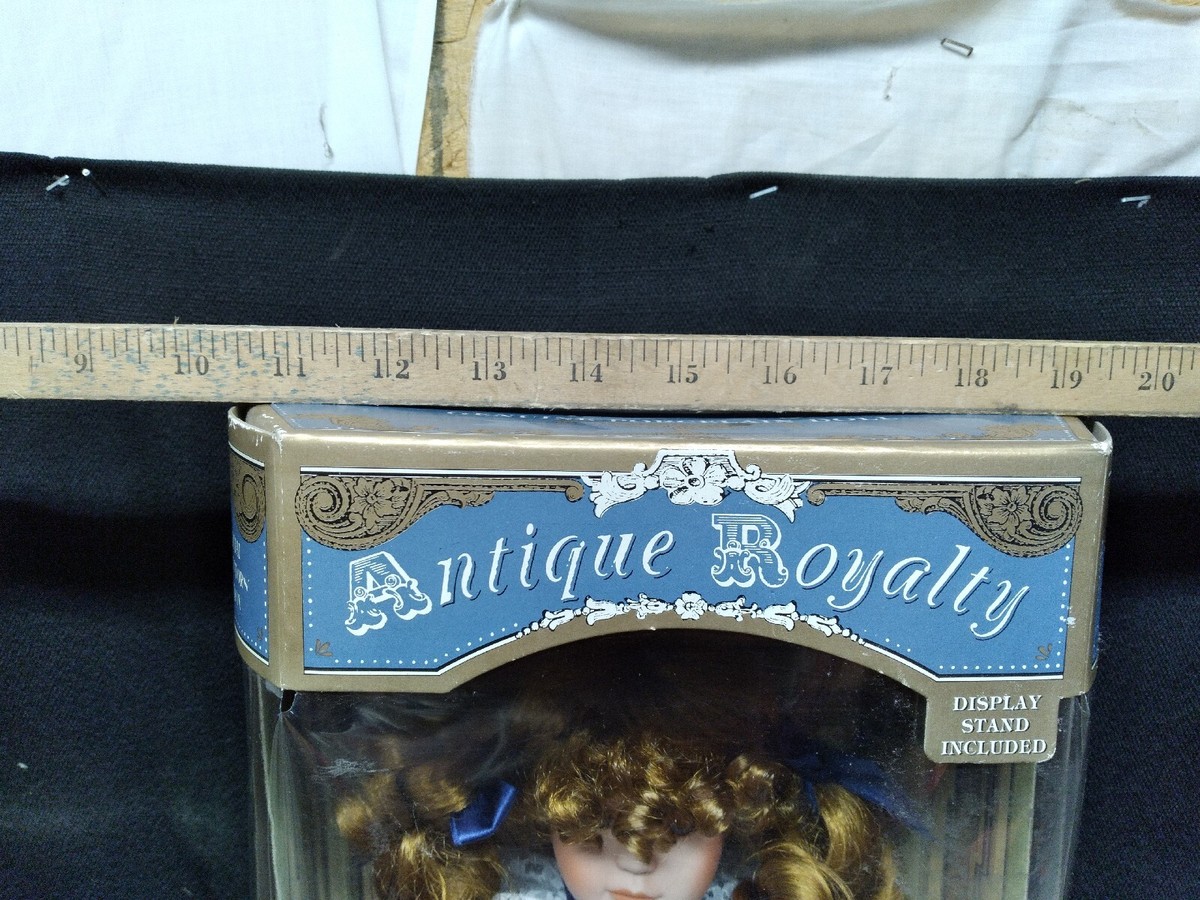 9 10 11 12 13 14 15 16 17 18 19 20
Antique Royalty
DISPLAY
STAND
INCLUDED